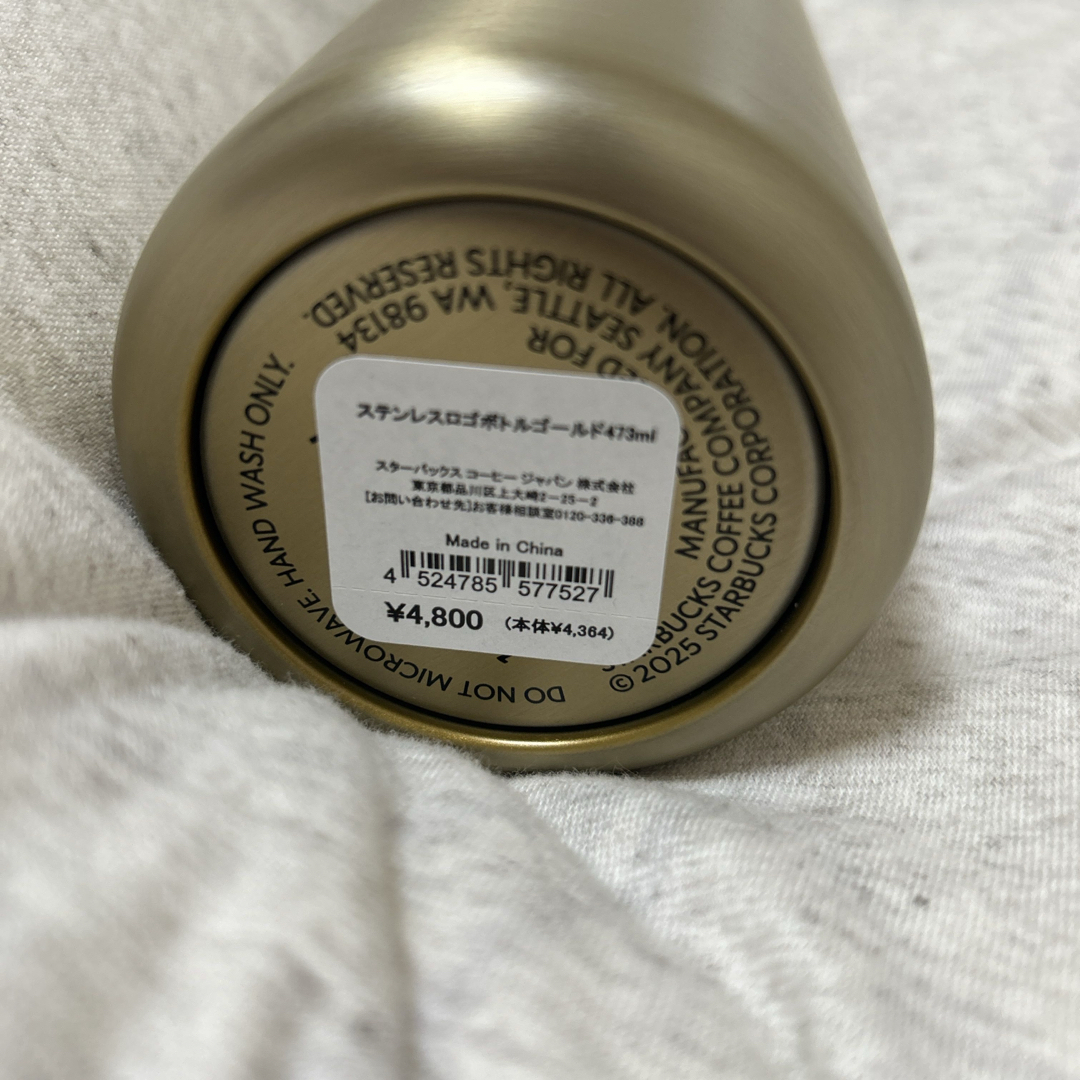 ステンレスロゴボトルゴールド473ml
スターバックス コーヒー ジャパン 株式会社
東京都品川区上大崎2-25-2
[お問い合わせ先]お客様相談室0120-336-388
Made in China
4 524785 577527
¥4,800 (本体¥4,364)
DO NOT MICROWAVE. HAND WASH ONLY.
© 2025 STARBUCKS CORPORATION. ALL RIGHTS RESERVED.
STARBUCKS COFFEE COMPANY SEATTLE, WA 98134
FOR